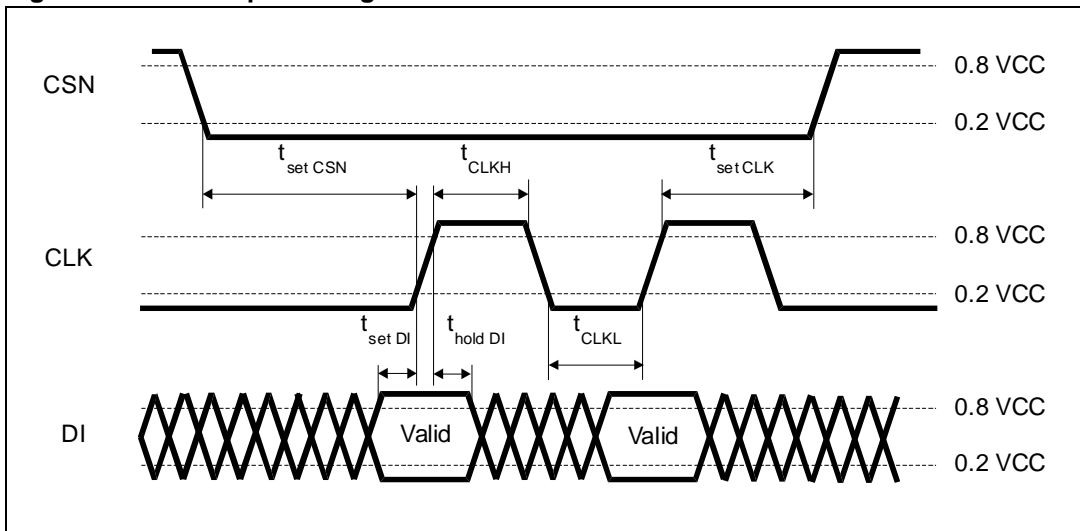 CSN
0.8 VCC
0.2 VCC
t set CSN
t CLKH
t set CLK
CLK
0.8 VCC
0.2 VCC
t set DI
t hold DI
t CLKL
DI
Valid
Valid
0.8 VCC
0.2 VCC